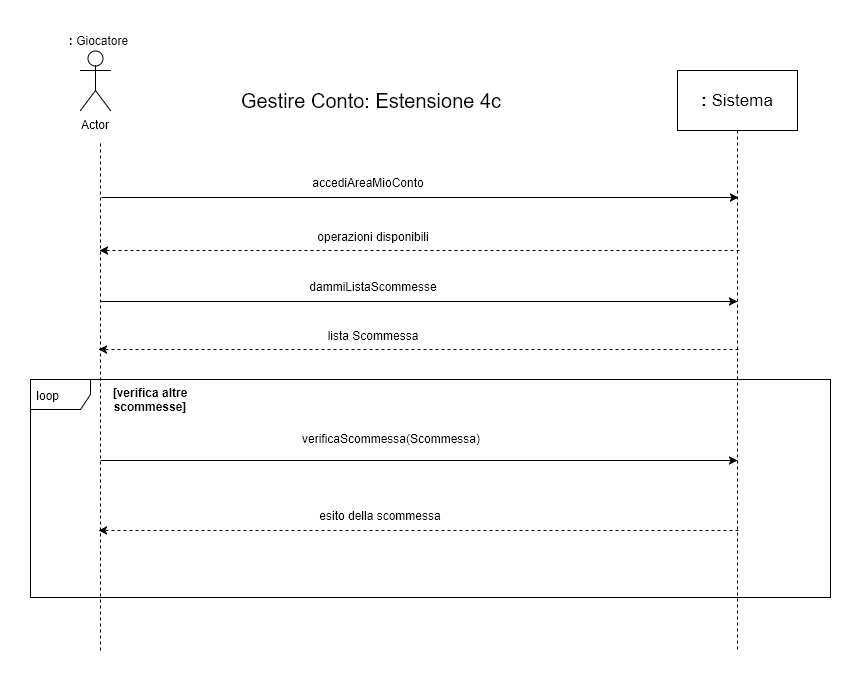 : Giocatore
Actor
Gestire Conto: Estensione 4c
: Sistema
accediAreaMioConto
operazioni disponibili
dammiListaScommesse
lista Scommessa
loop
[verifica altre
scommesse]
verificaScommessa(Scommessa)
esito della scommessa